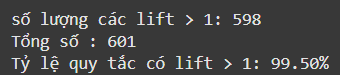 số lượng các lift > 1: 598
Tổng số : 601
Tỷ lệ quy tắc có lift > 1: 99.50%